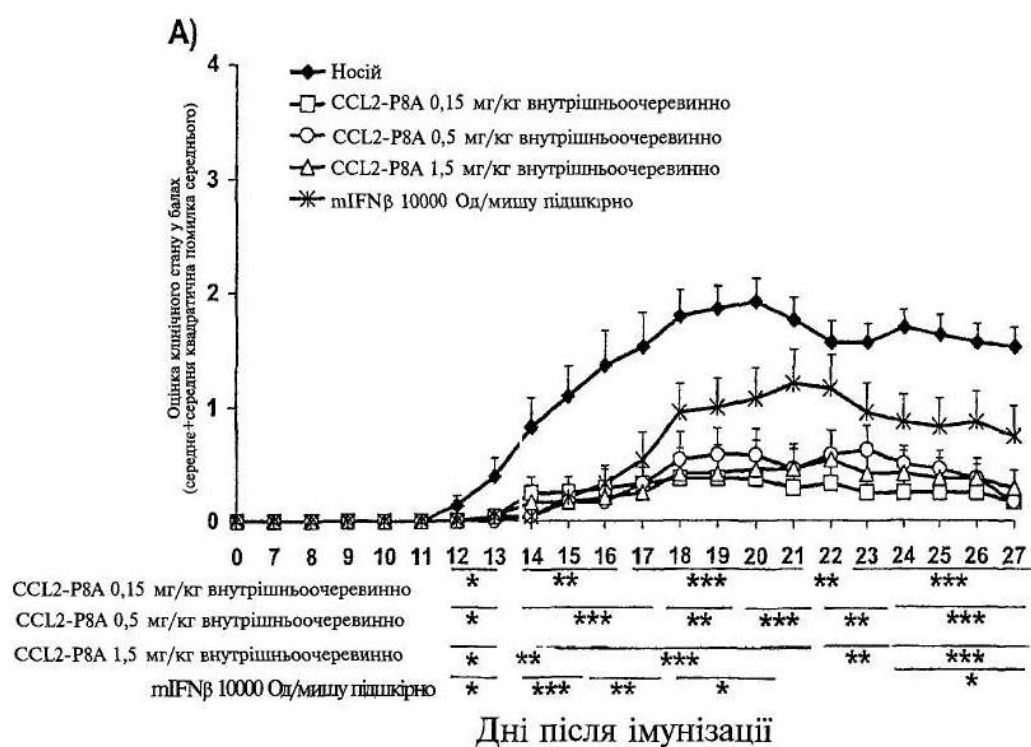 А)
4
3
2
1
0
Оцінка клінічного стану у балах
(середнє+середня квадратична помилка середнього)
Носій
CCL2-P8A 0,15 мг/кг внутрішньоочеревинно
CCL2-P8A 0,5 мг/кг внутрішньоочеревинно
CCL2-P8A 1,5 мг/кг внутрішньоочеревинно
mIFNβ 10000 Од/мишу підшкірно
0 7 8 9 10 11 12 13 14 15 16 17 18 19 20 21 22 23 24 25 26 27
CCL2-P8A 0,15 мг/кг внутрішньоочеревинно * ** *** ** ***
CCL2-P8A 0,5 мг/кг внутрішньоочеревинно * *** ** *** ** ***
CCL2-P8A 1,5 мг/кг внутрішньоочеревинно * ** *** ** ***
mIFNβ 10000 Од/мишу підшкірно * *** ** * *
Дні після імунізації